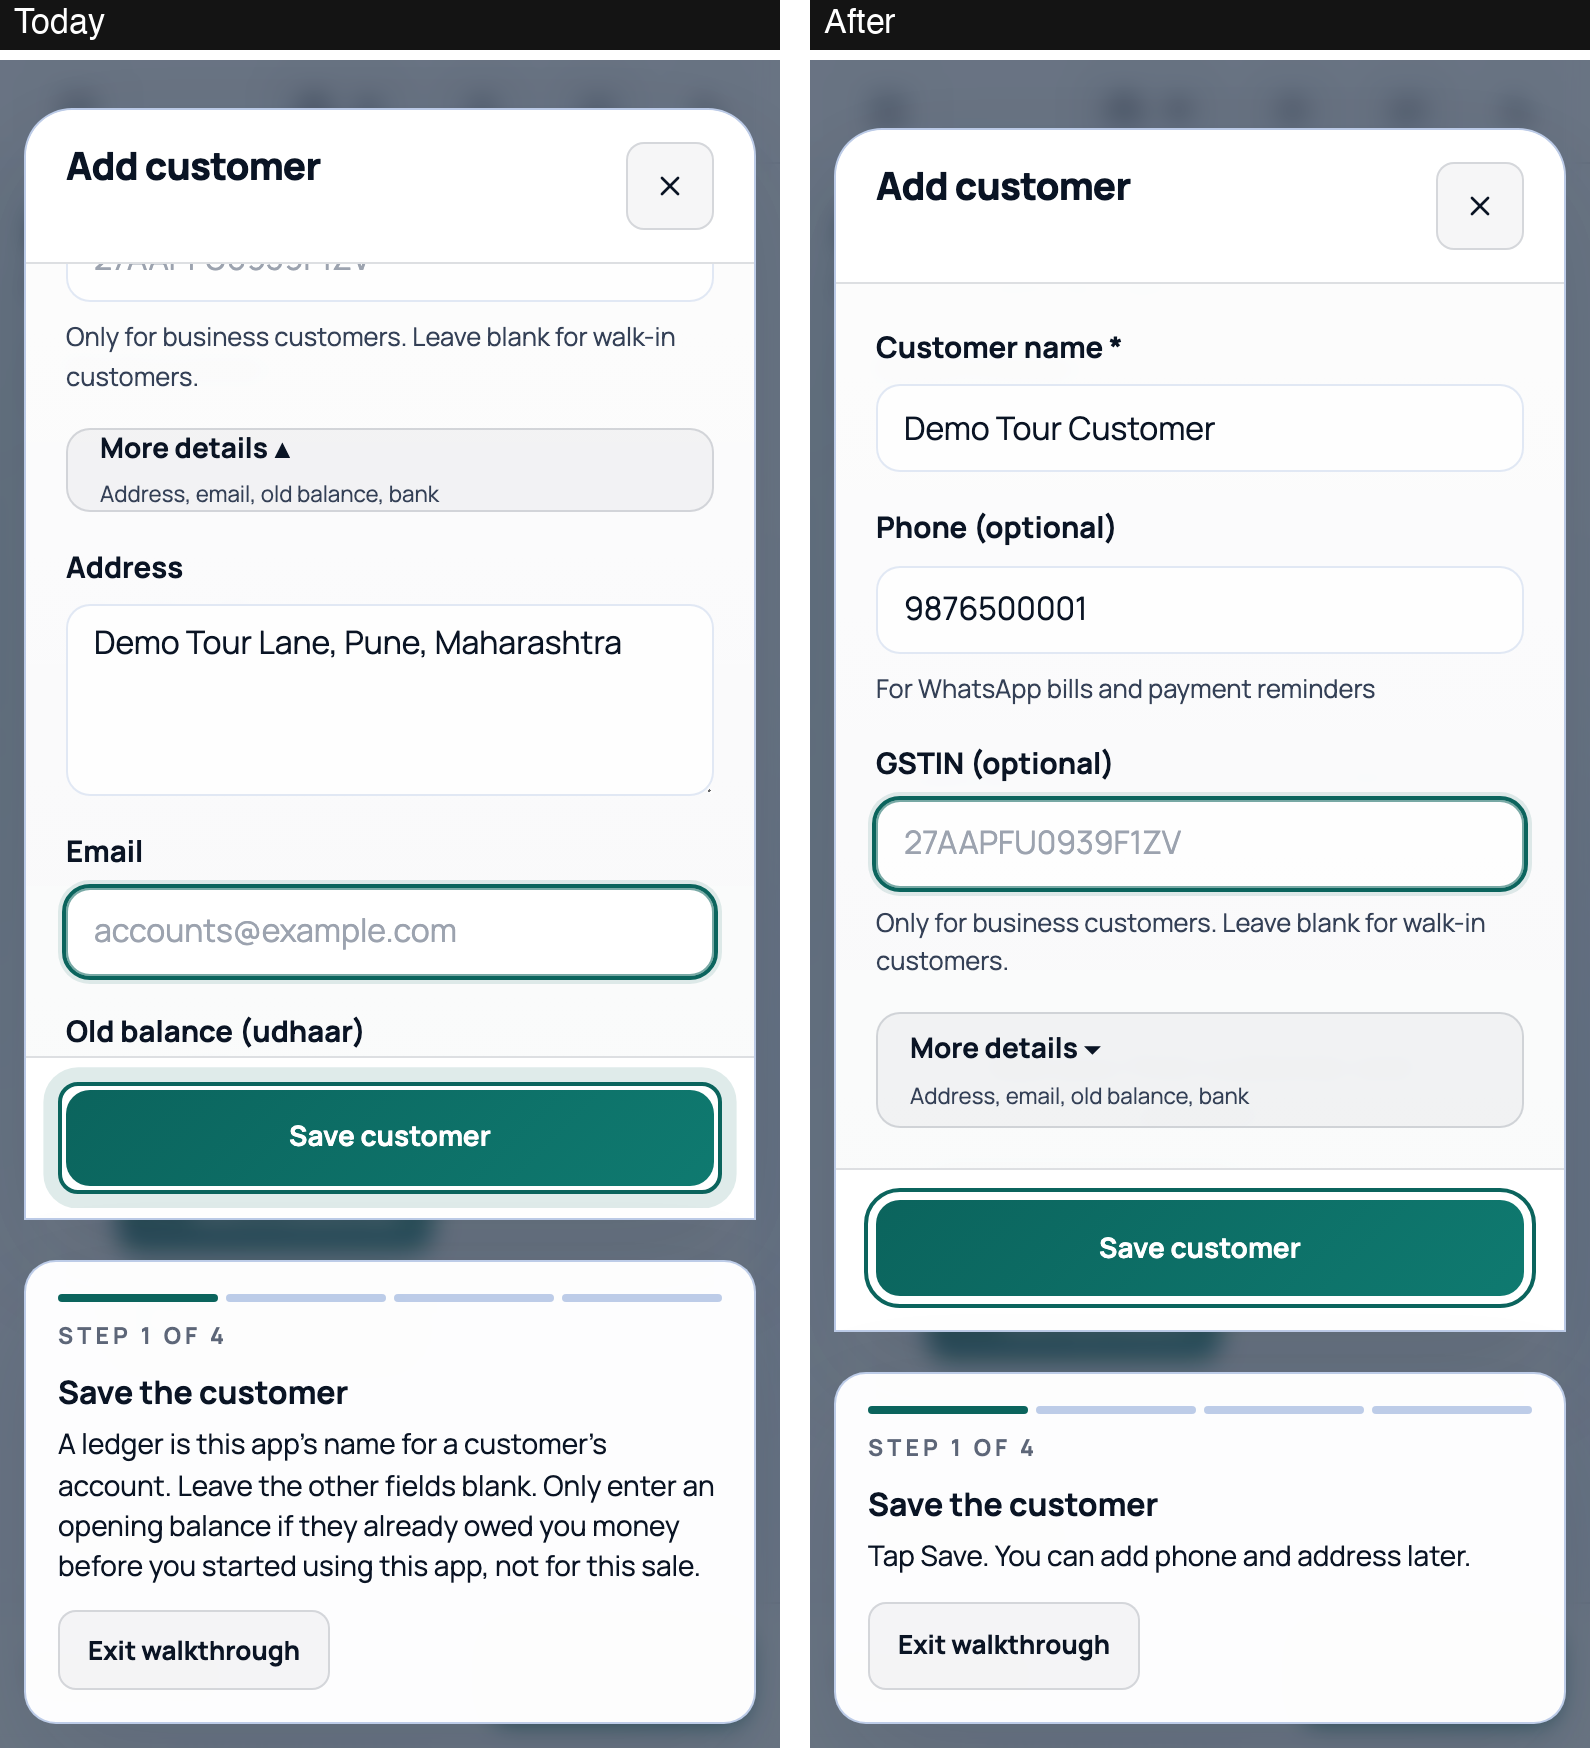 Today
Add customer
27AAPFU0939F1ZV
Only for business customers. Leave blank for walk-in
customers.
More details ▲
Address, email, old balance, bank
Address
Demo Tour Lane, Pune, Maharashtra
Email
accounts@example.com
Old balance (udhaar)
Save customer
STEP 1 OF 4
Save the customer
A ledger is this app’s name for a customer’s
account. Leave the other fields blank. Only enter an
opening balance if they already owed you money
before you started using this app, not for this sale.
Exit walkthrough
After
Add customer
Customer name *
Demo Tour Customer
Phone (optional)
9876500001
For WhatsApp bills and payment reminders
GSTIN (optional)
27AAPFU0939F1ZV
Only for business customers. Leave blank for walk-in
customers.
More details ▾
Address, email, old balance, bank
Save customer
STEP 1 OF 4
Save the customer
Tap Save. You can add phone and address later.
Exit walkthrough